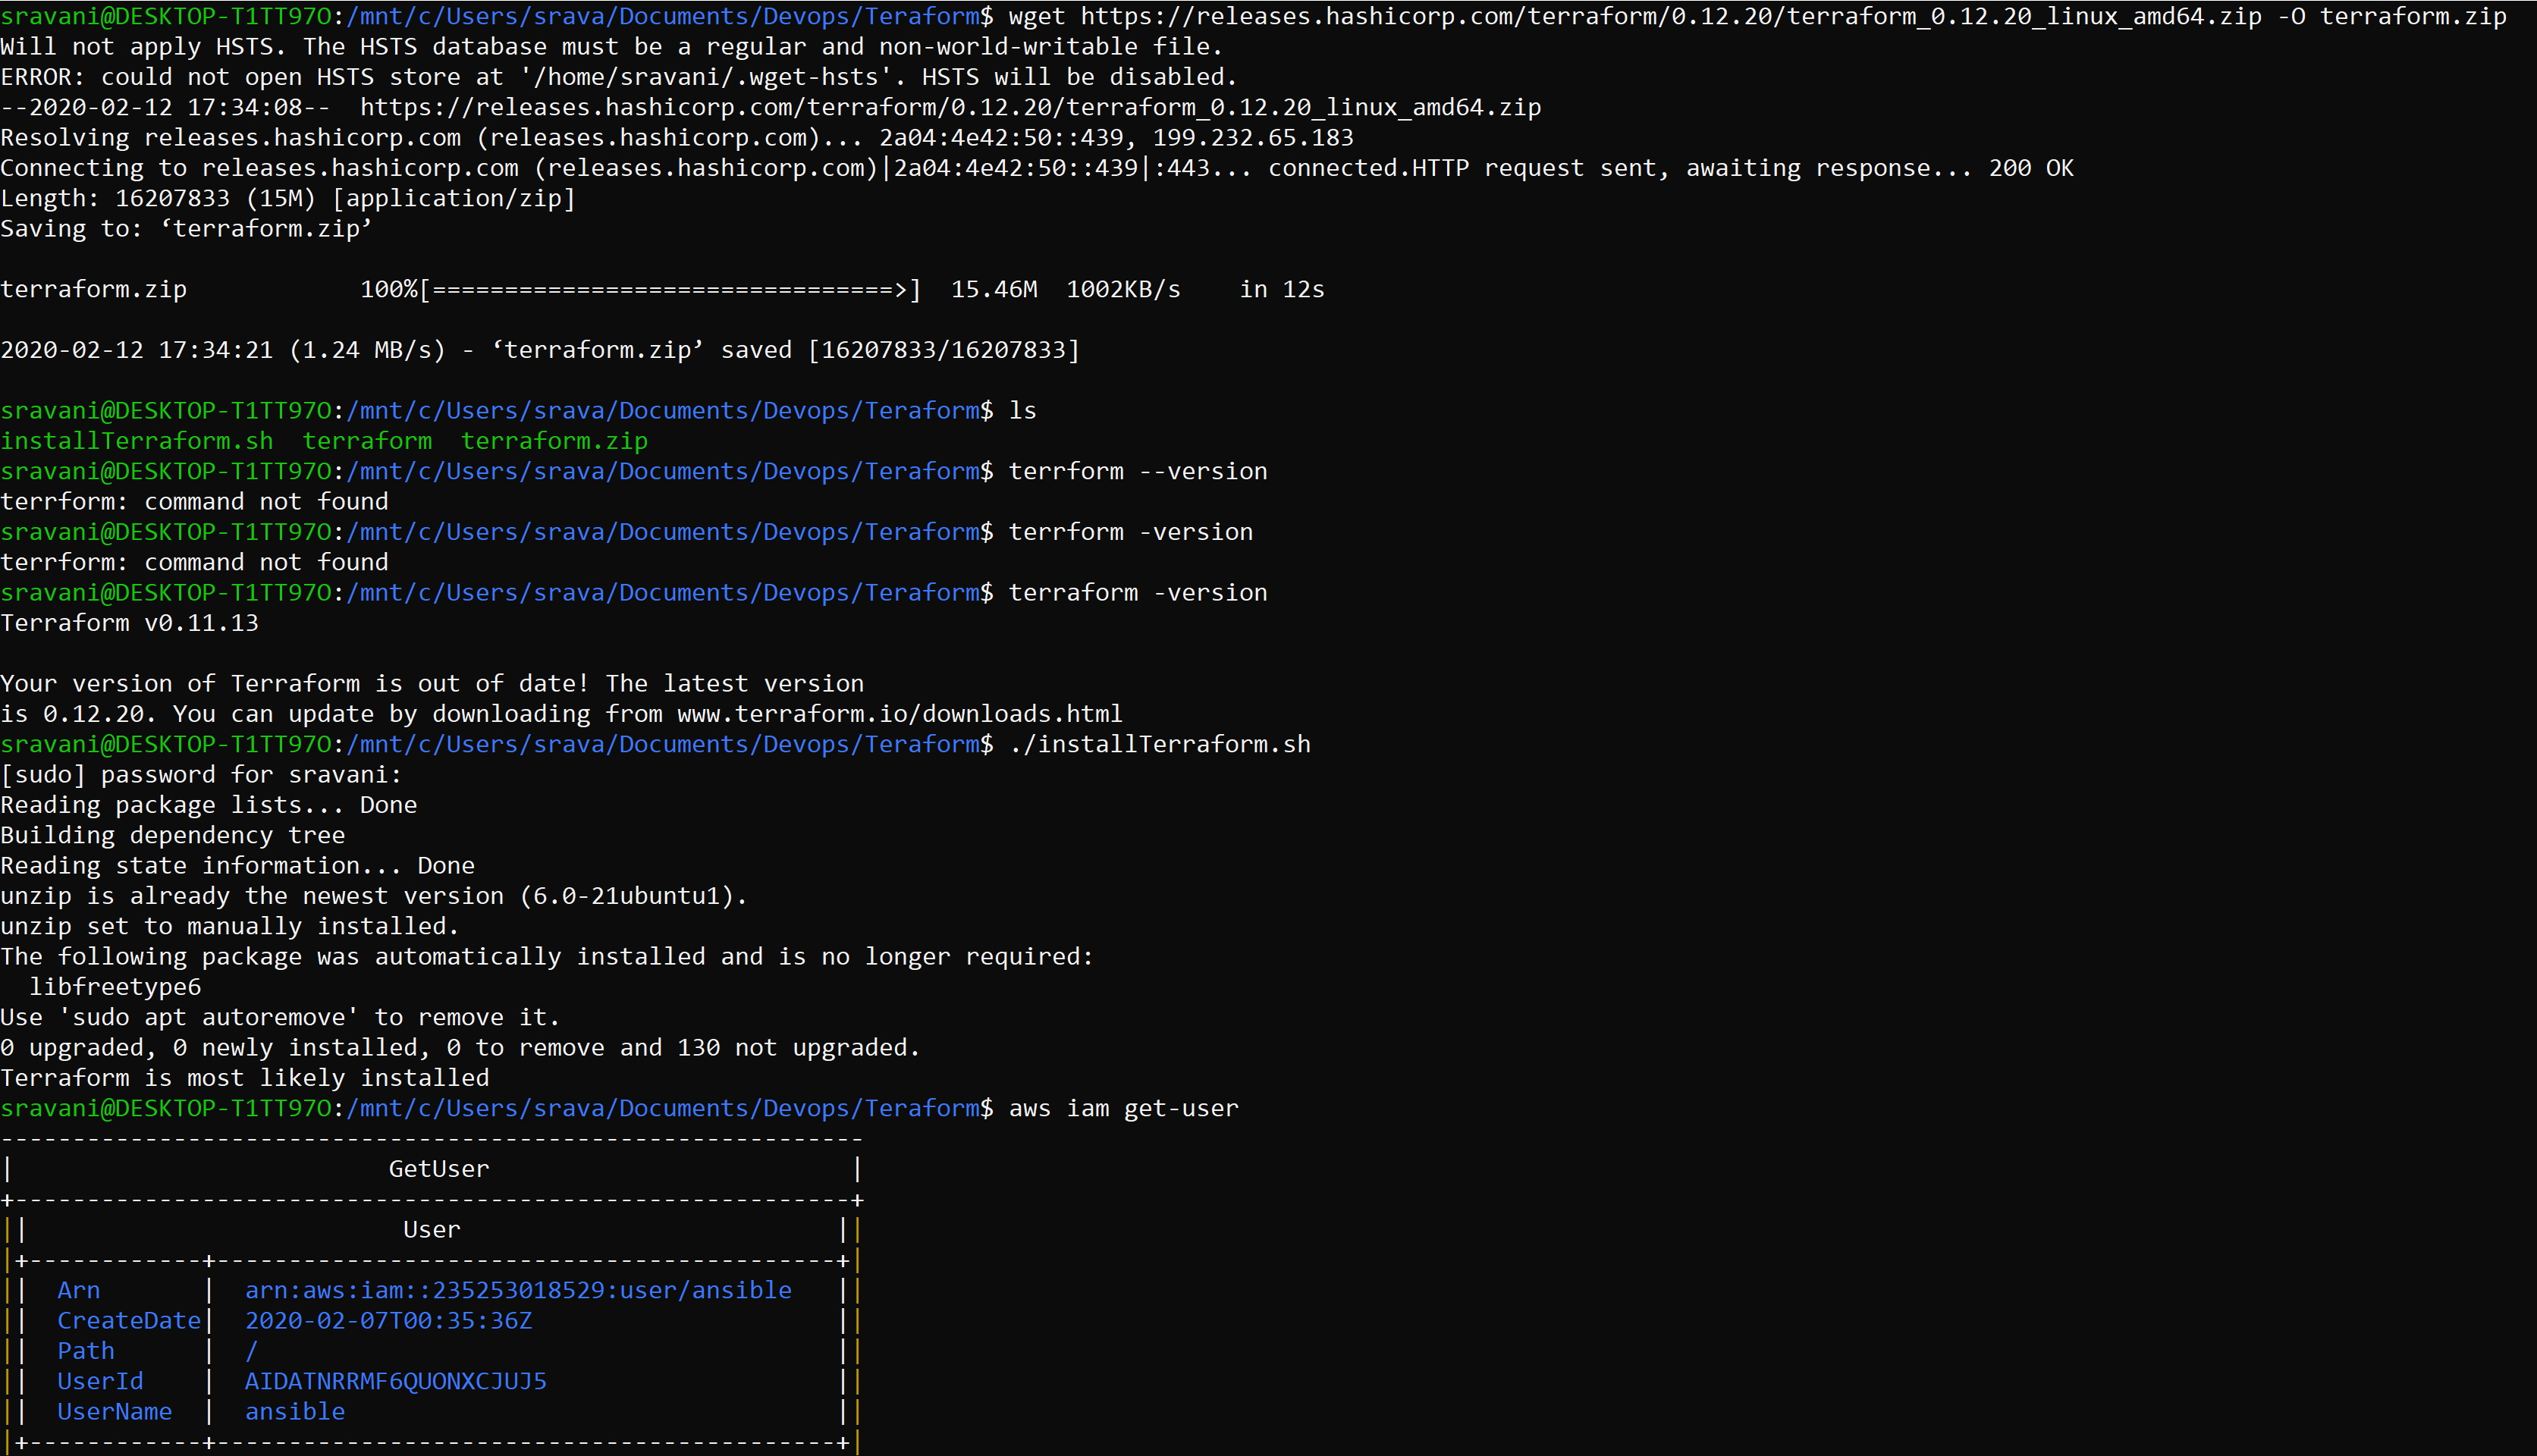 sravani@DESKTOP-T1TT97O:/mnt/c/Users/srava/Documents/Devops/Teraform$ wget https://releases.hashicorp.com/terraform/0.12.20/terraform_0.12.20_linux_amd64.zip -O terraform.zip
Will not apply HSTS. The HSTS database must be a regular and non-world-writable file.
ERROR: could not open HSTS store at '/home/sravani/.wget-hsts'. HSTS will be disabled.
--2020-02-12 17:34:08--  https://releases.hashicorp.com/terraform/0.12.20/terraform_0.12.20_linux_amd64.zip
Resolving releases.hashicorp.com (releases.hashicorp.com)... 2a04:4e42:50::439, 199.232.65.183
Connecting to releases.hashicorp.com (releases.hashicorp.com)|2a04:4e42:50::439|:443... connected.HTTP request sent, awaiting response... 200 OK
Length: 16207833 (15M) [application/zip]
Saving to: ‘terraform.zip’
terraform.zip            100%[================================>]  15.46M  1002KB/s    in 12s
2020-02-12 17:34:21 (1.24 MB/s) - ‘terraform.zip’ saved [16207833/16207833]
sravani@DESKTOP-T1TT97O:/mnt/c/Users/srava/Documents/Devops/Teraform$ ls
installTerraform.sh  terraform  terraform.zip
sravani@DESKTOP-T1TT97O:/mnt/c/Users/srava/Documents/Devops/Teraform$ terrform --version
terrform: command not found
sravani@DESKTOP-T1TT97O:/mnt/c/Users/srava/Documents/Devops/Teraform$ terrform -version
terrform: command not found
sravani@DESKTOP-T1TT97O:/mnt/c/Users/srava/Documents/Devops/Teraform$ terraform -version
Terraform v0.11.13
Your version of Terraform is out of date! The latest version
is 0.12.20. You can update by downloading from www.terraform.io/downloads.html
sravani@DESKTOP-T1TT97O:/mnt/c/Users/srava/Documents/Devops/Teraform$ ./installTerraform.sh
[sudo] password for sravani:
Reading package lists... Done
Building dependency tree
Reading state information... Done
unzip is already the newest version (6.0-21ubuntu1).
unzip set to manually installed.
The following package was automatically installed and is no longer required:
  libfreetype6
Use 'sudo apt autoremove' to remove it.
0 upgraded, 0 newly installed, 0 to remove and 130 not upgraded.
Terraform is most likely installed
sravani@DESKTOP-T1TT97O:/mnt/c/Users/srava/Documents/Devops/Teraform$ aws iam get-user
------------------------------------------------------------
|                          GetUser                         |
+----------------------------------------------------------+
||                          User                          ||
|+------------+-------------------------------------------+|
||  Arn       |  arn:aws:iam::235253018529:user/ansible   ||
||  CreateDate|  2020-02-07T00:35:36Z                     ||
||  Path      |  /                                        ||
||  UserId    |  AIDATNRRMF6QUONXCJUJ5                    ||
||  UserName  |  ansible                                  ||
|+------------+-------------------------------------------+|